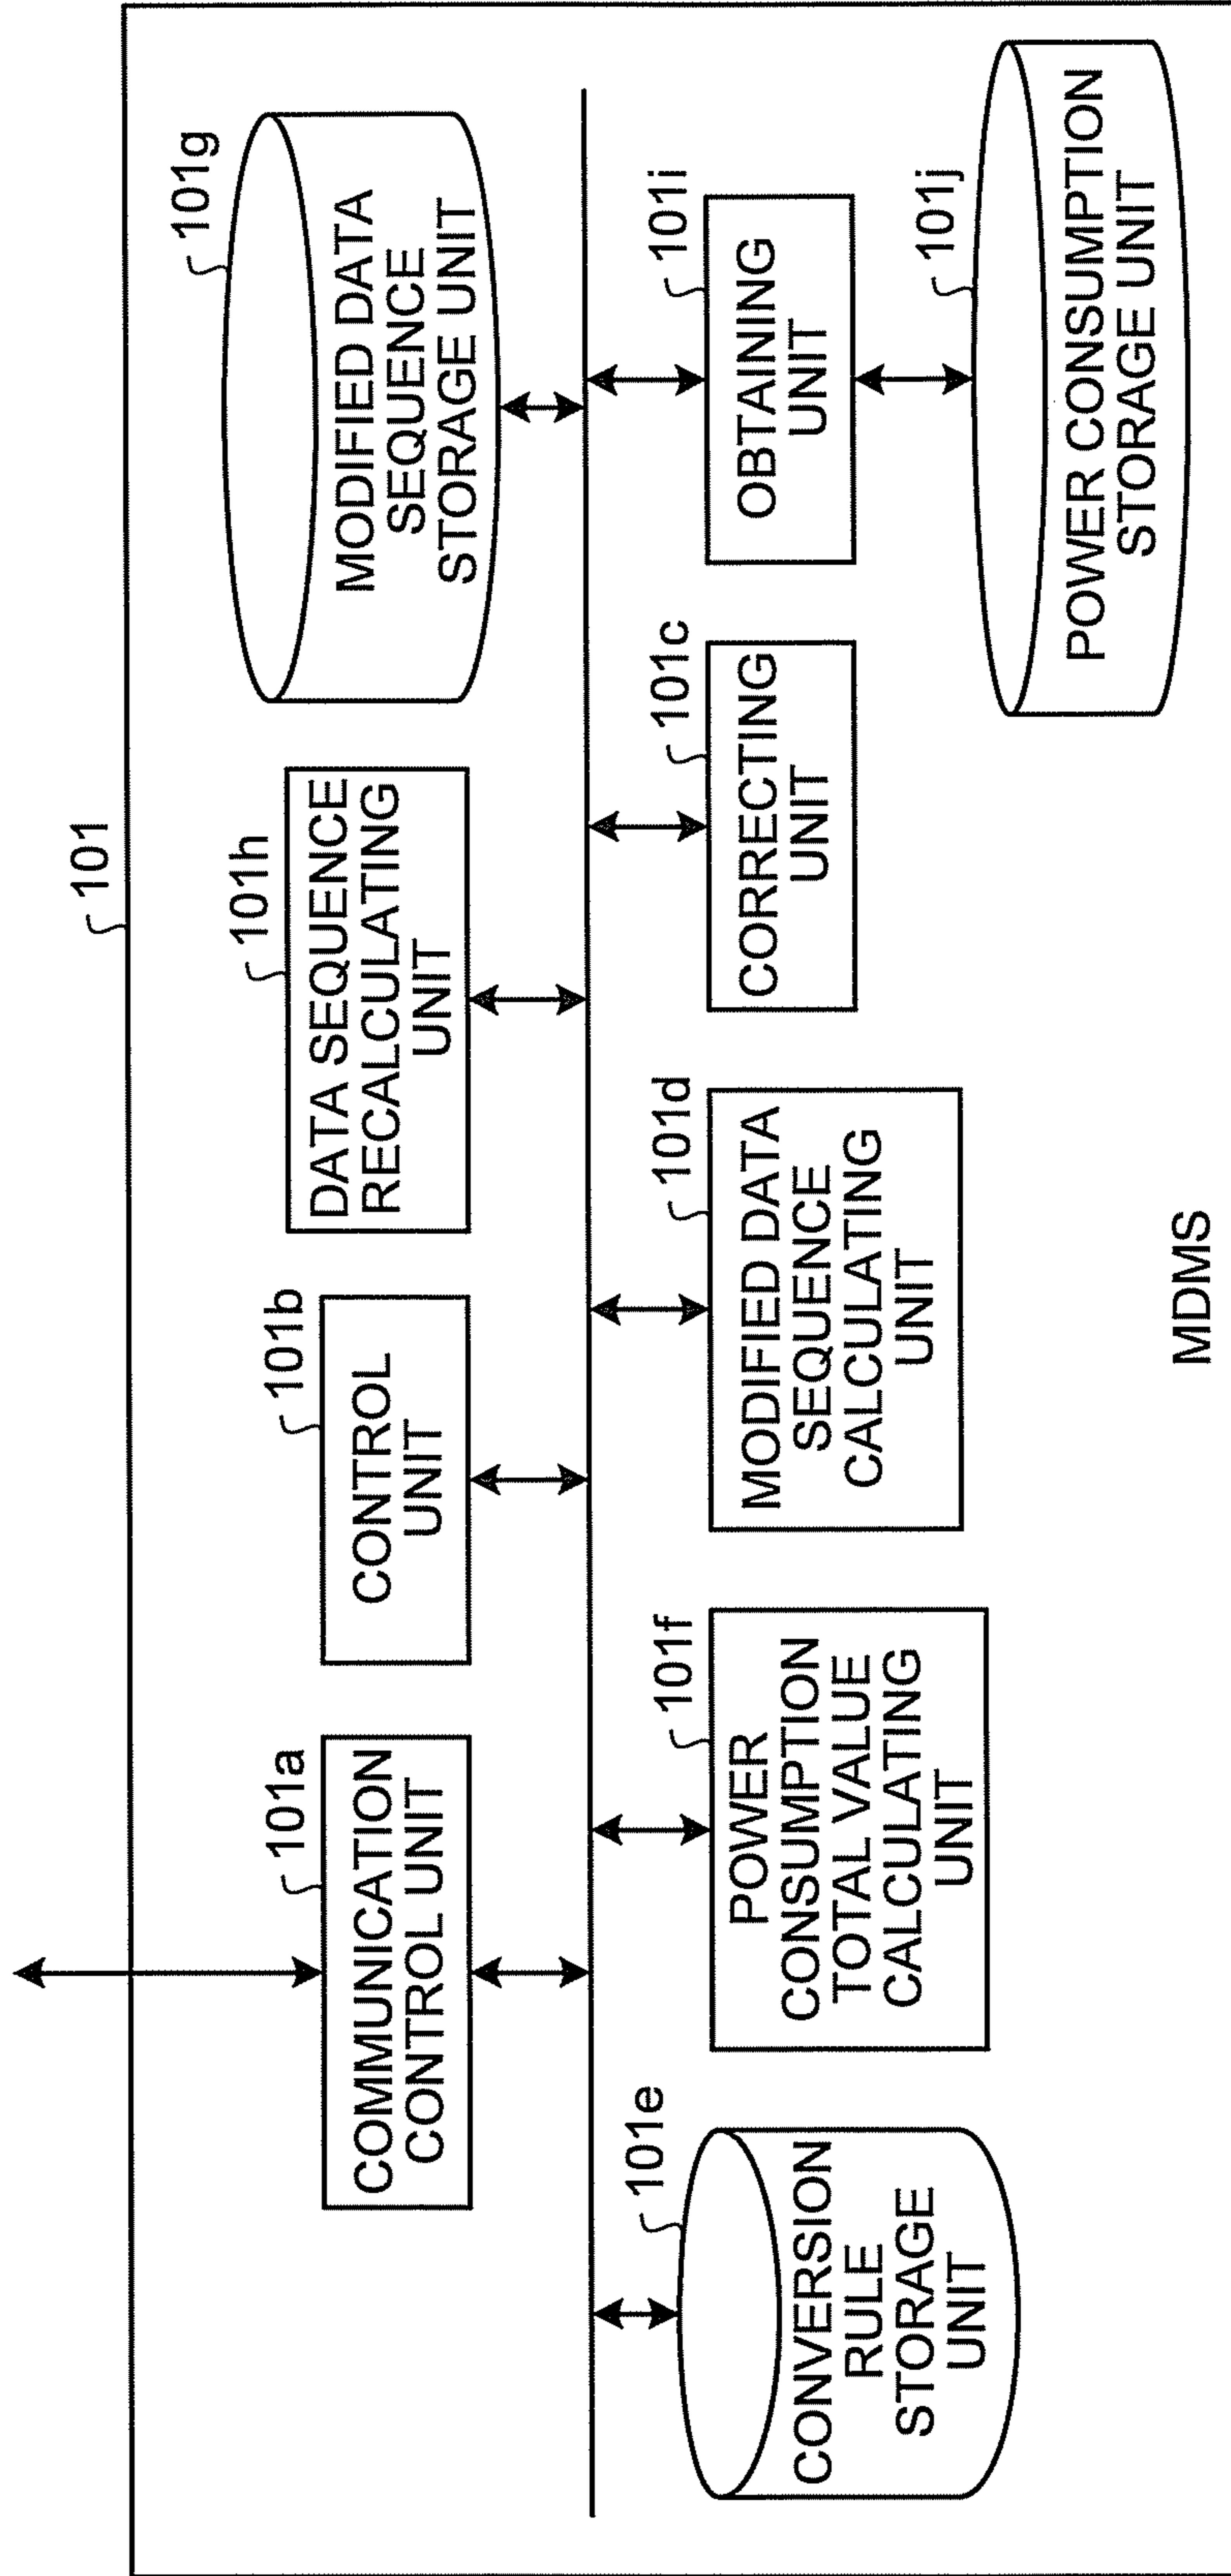 101
101a
COMMUNICATION
CONTROL UNIT
101b
CONTROL
UNIT
101h
DATA SEQUENCE
RECALCULATING
UNIT
101g
MODIFIED DATA
SEQUENCE
STORAGE UNIT
101e
CONVERSION
RULE
STORAGE
UNIT
101f
POWER
CONSUMPTION
TOTAL VALUE
CALCULATING
UNIT
101d
MODIFIED DATA
SEQUENCE
CALCULATING
UNIT
101c
CORRECTING
UNIT
101i
OBTAINING
UNIT
101j
POWER CONSUMPTION
STORAGE UNIT
MDMS